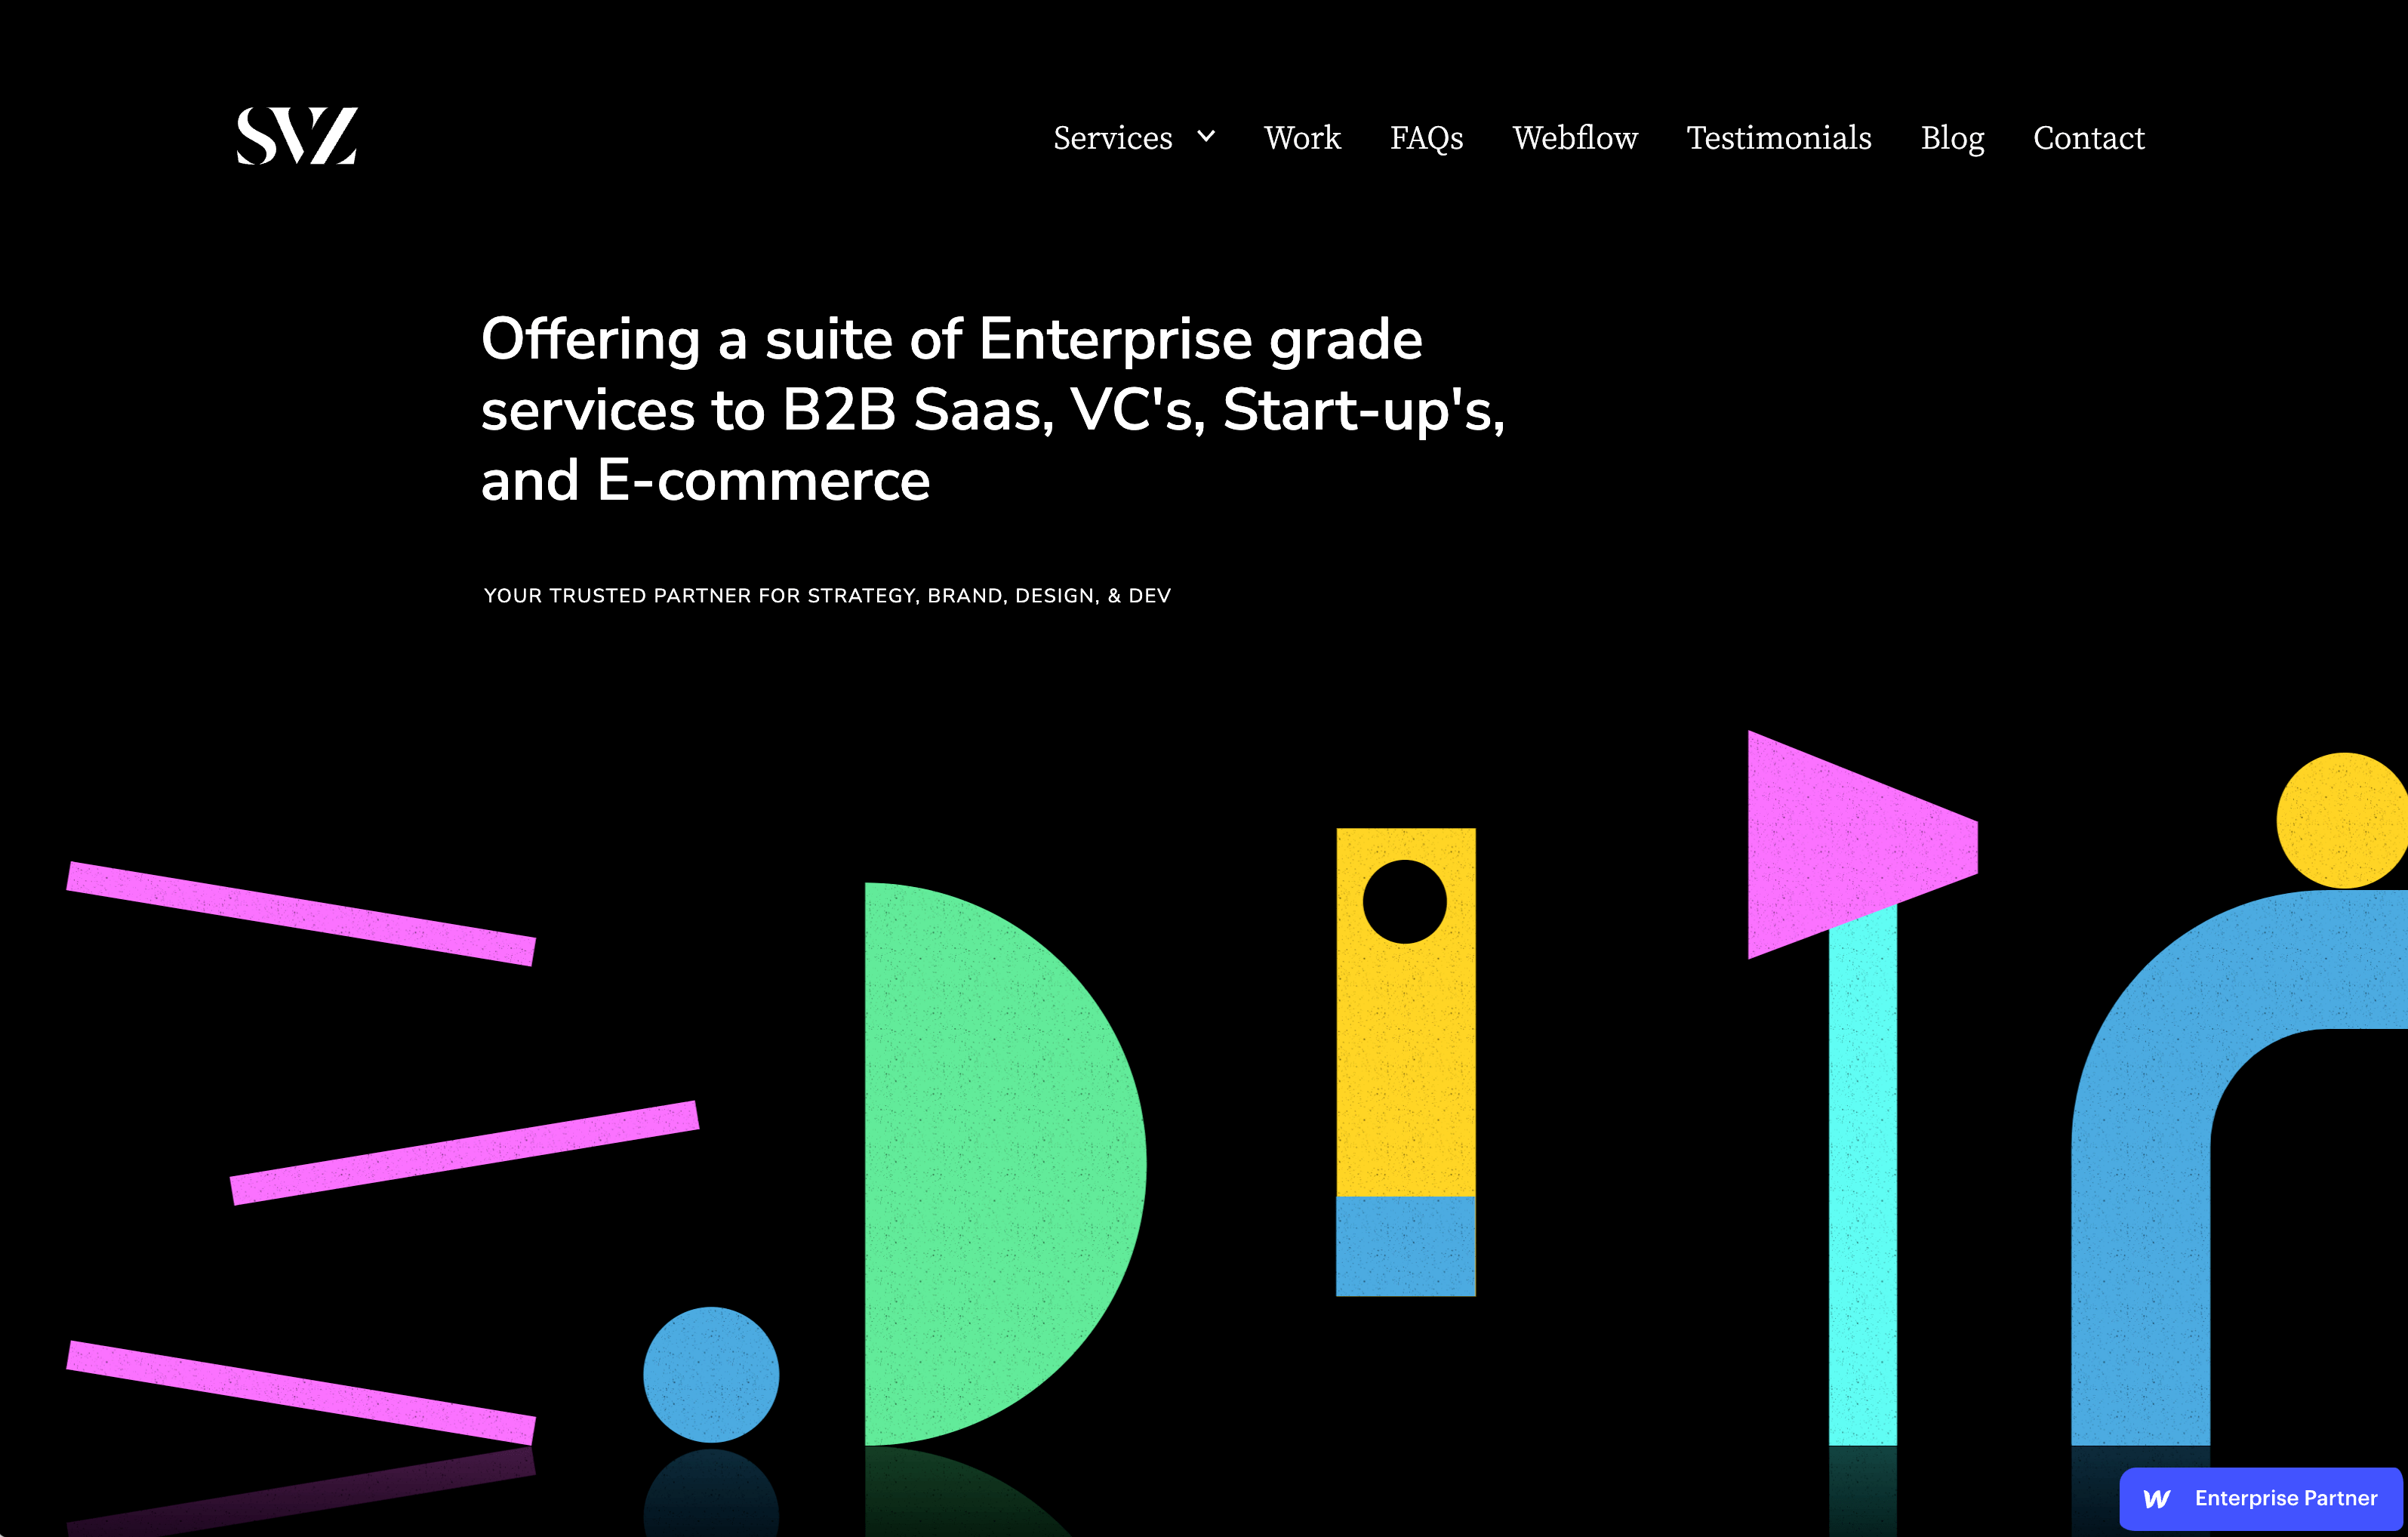 SVZ
Services Work FAQs Webflow Testimonials Blog Contact
Offering a suite of Enterprise grade
services to B2B Saas, VC's, Start-up's,
and E-commerce
YOUR TRUSTED PARTNER FOR STRATEGY, BRAND, DESIGN, & DEV
Enterprise Partner